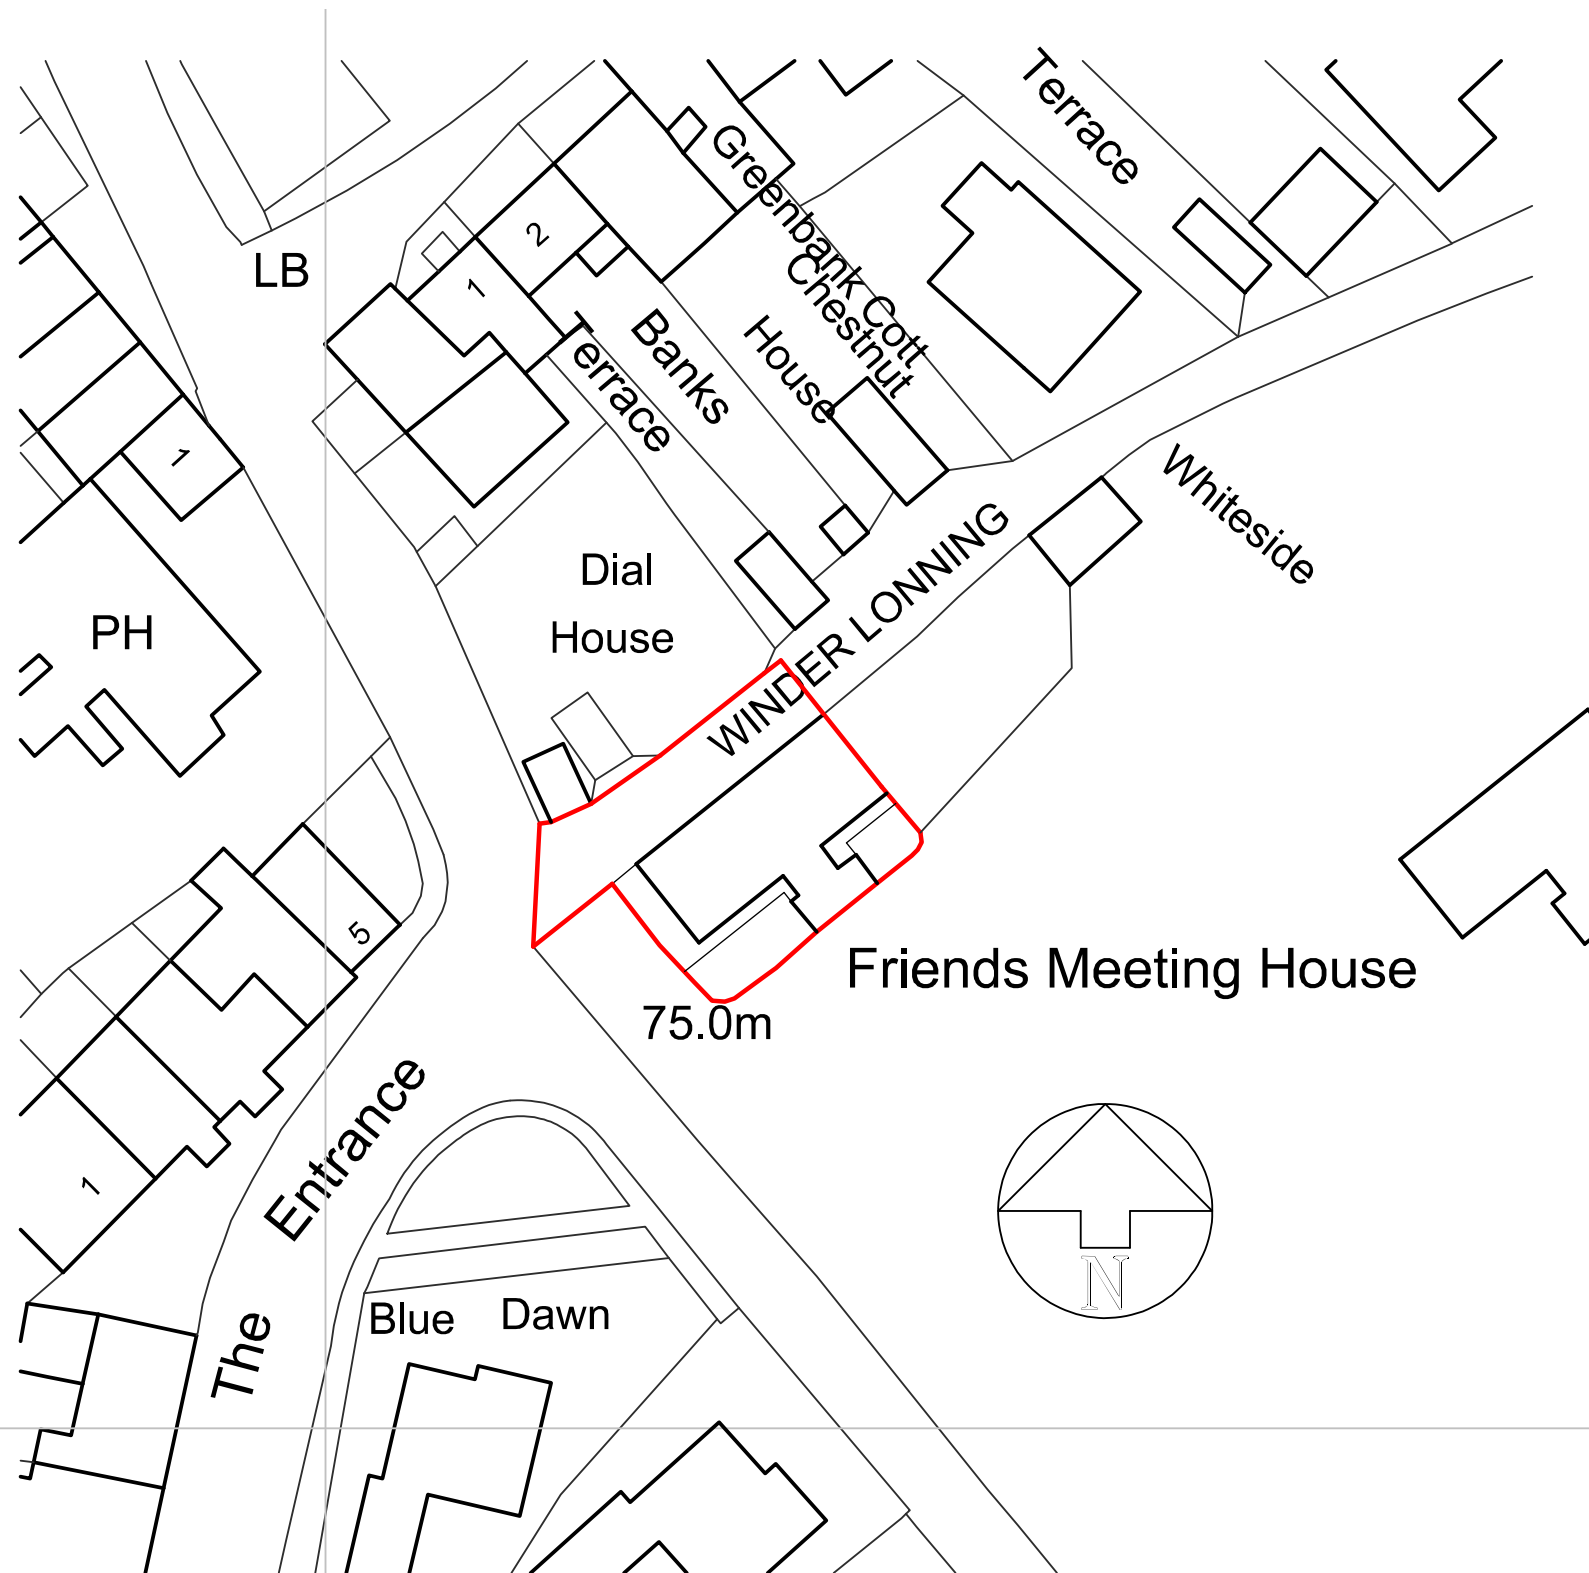 Terrace
Greenbank Cott
Chestnut
House
LB
2
1
Banks
Terrace
1
Whiteside
WINDER LONNING
Dial
House
PH
5
Friends Meeting House
75.0m
The Entrance
1
N
Blue Dawn